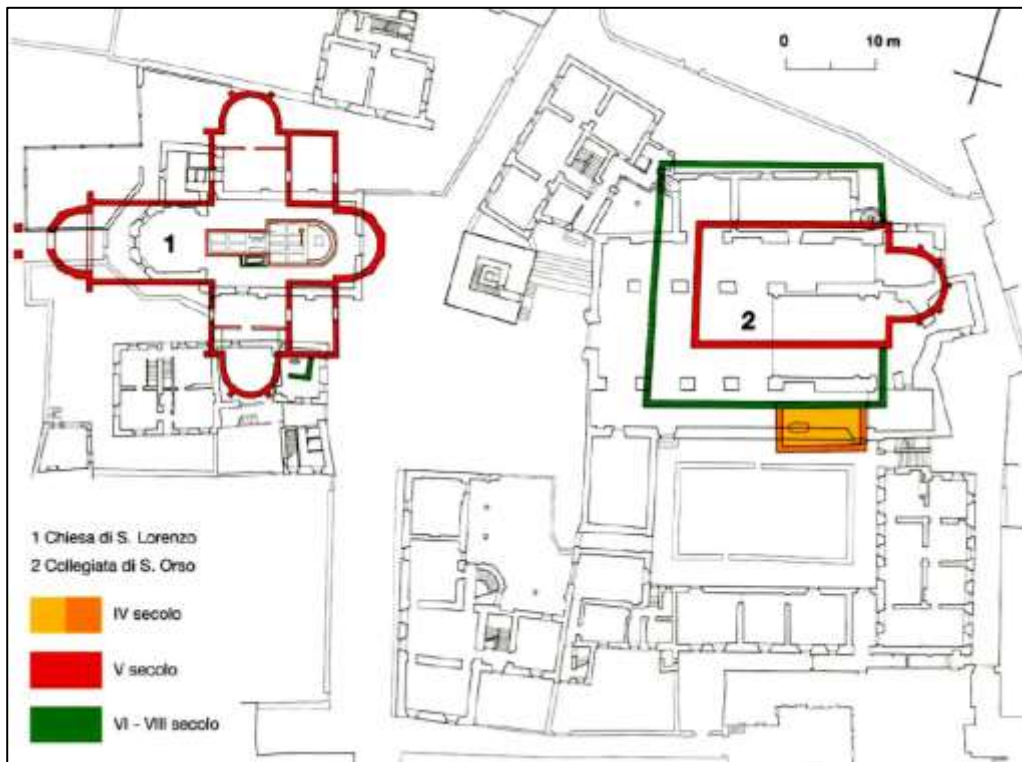 0 10 m
1
2
1 Chiesa di S. Lorenzo
2 Collegiata di S. Orso
IV secolo
V secolo
VI - VIII secolo